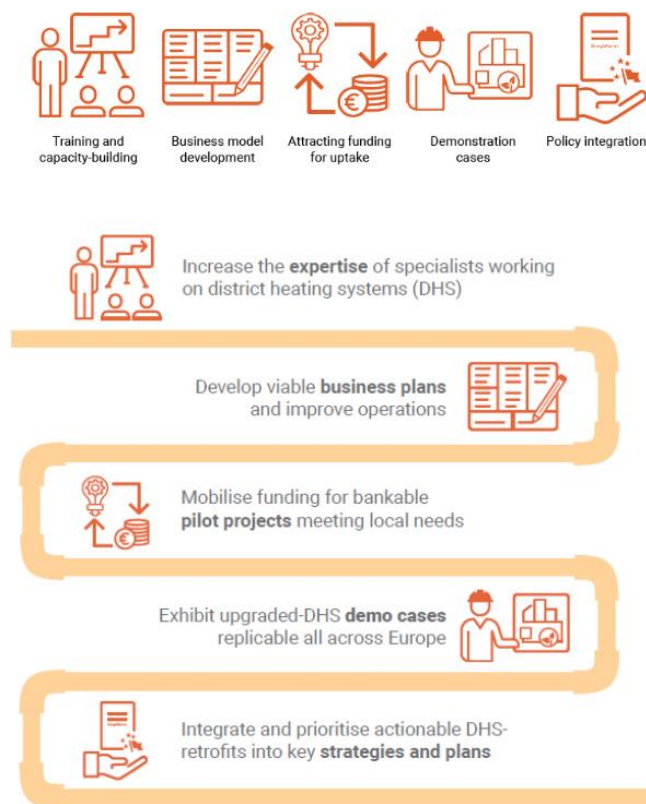 Training and
capacity-building
Business model
development
Attracting funding
for uptake
Demonstration
cases
Policy integration
Increase the expertise of specialists working
on district heating systems (DHS)
Develop viable business plans
and improve operations
Mobilise funding for bankable
pilot projects meeting local needs
Exhibit upgraded-DHS demo cases
replicable all across Europe
Integrate and prioritise actionable DHS-
retrofits into key strategies and plans